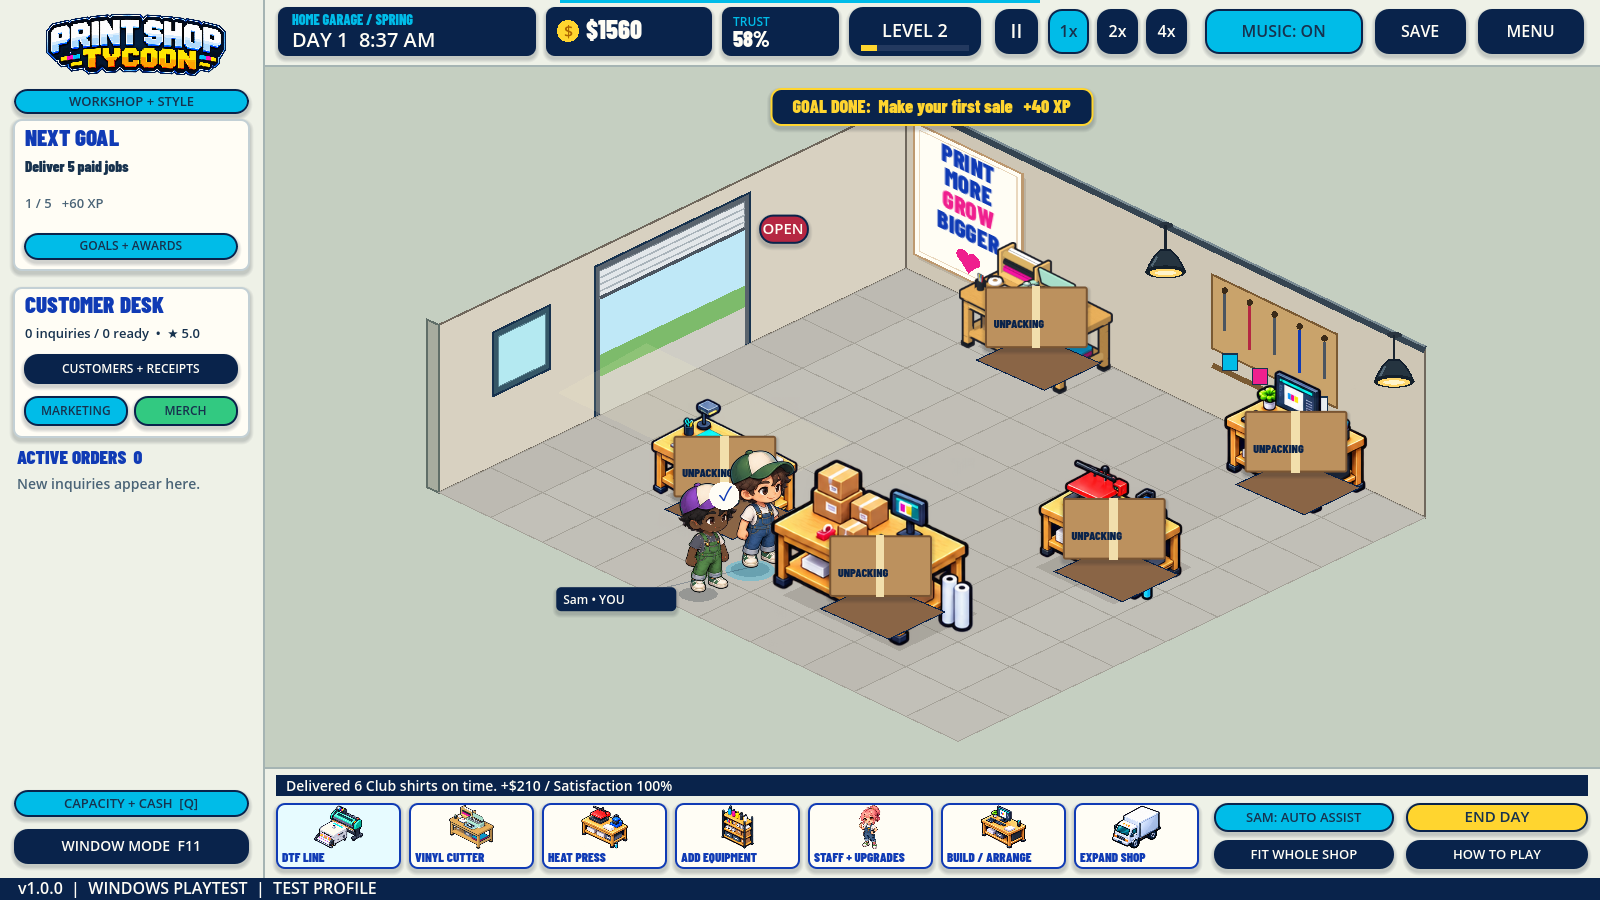 PRINT SHOP
TYCOON
WORKSHOP + STYLE
NEXT GOAL
Deliver 5 paid jobs
1 / 5 +60 XP
GOALS + AWARDS
CUSTOMER DESK
0 inquiries / 0 ready • ★ 5.0
CUSTOMERS + RECEIPTS
MARKETING
MERCH
ACTIVE ORDERS 0
New inquiries appear here.
CAPACITY + CASH [Q]
WINDOW MODE F11
HOME GARAGE / SPRING
DAY 1 8:37 AM
$ $1560
TRUST
58%
LEVEL 2
1x
2x
4x
MUSIC: ON
SAVE
MENU
GOAL DONE: Make your first sale +40 XP
PRINT
MORE
GROW
BIGGER
OPEN
UNPACKING
UNPACKING
UNPACKING
UNPACKING
UNPACKING
Sam • YOU
Delivered 6 Club shirts on time. +$210 / Satisfaction 100%
DTF LINE
VINYL CUTTER
HEAT PRESS
ADD EQUIPMENT
STAFF + UPGRADES
BUILD / ARRANGE
EXPAND SHOP
SAM: AUTO ASSIST
END DAY
FIT WHOLE SHOP
HOW TO PLAY
v1.0.0 | WINDOWS PLAYTEST | TEST PROFILE